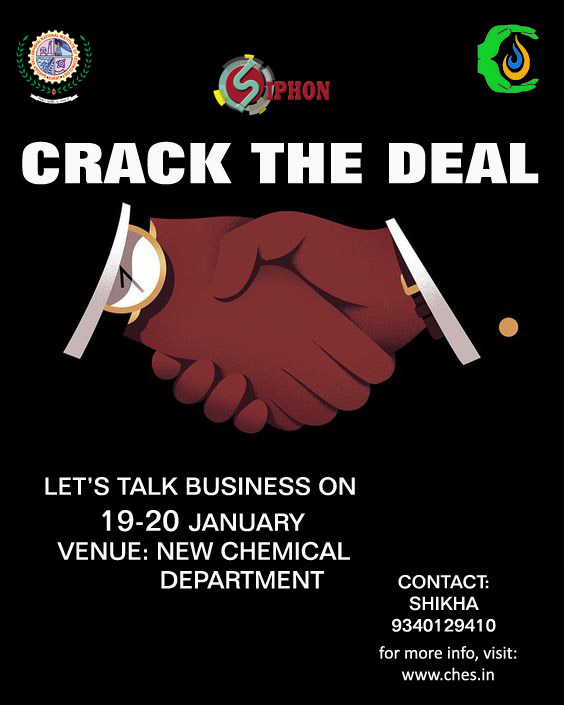 SIPHON
CRACK THE DEAL
LET'S TALK BUSINESS ON
19-20 JANUARY
VENUE: NEW CHEMICAL
DEPARTMENT
CONTACT:
SHIKHA
9340129410
for more info, visit:
www.ches.in